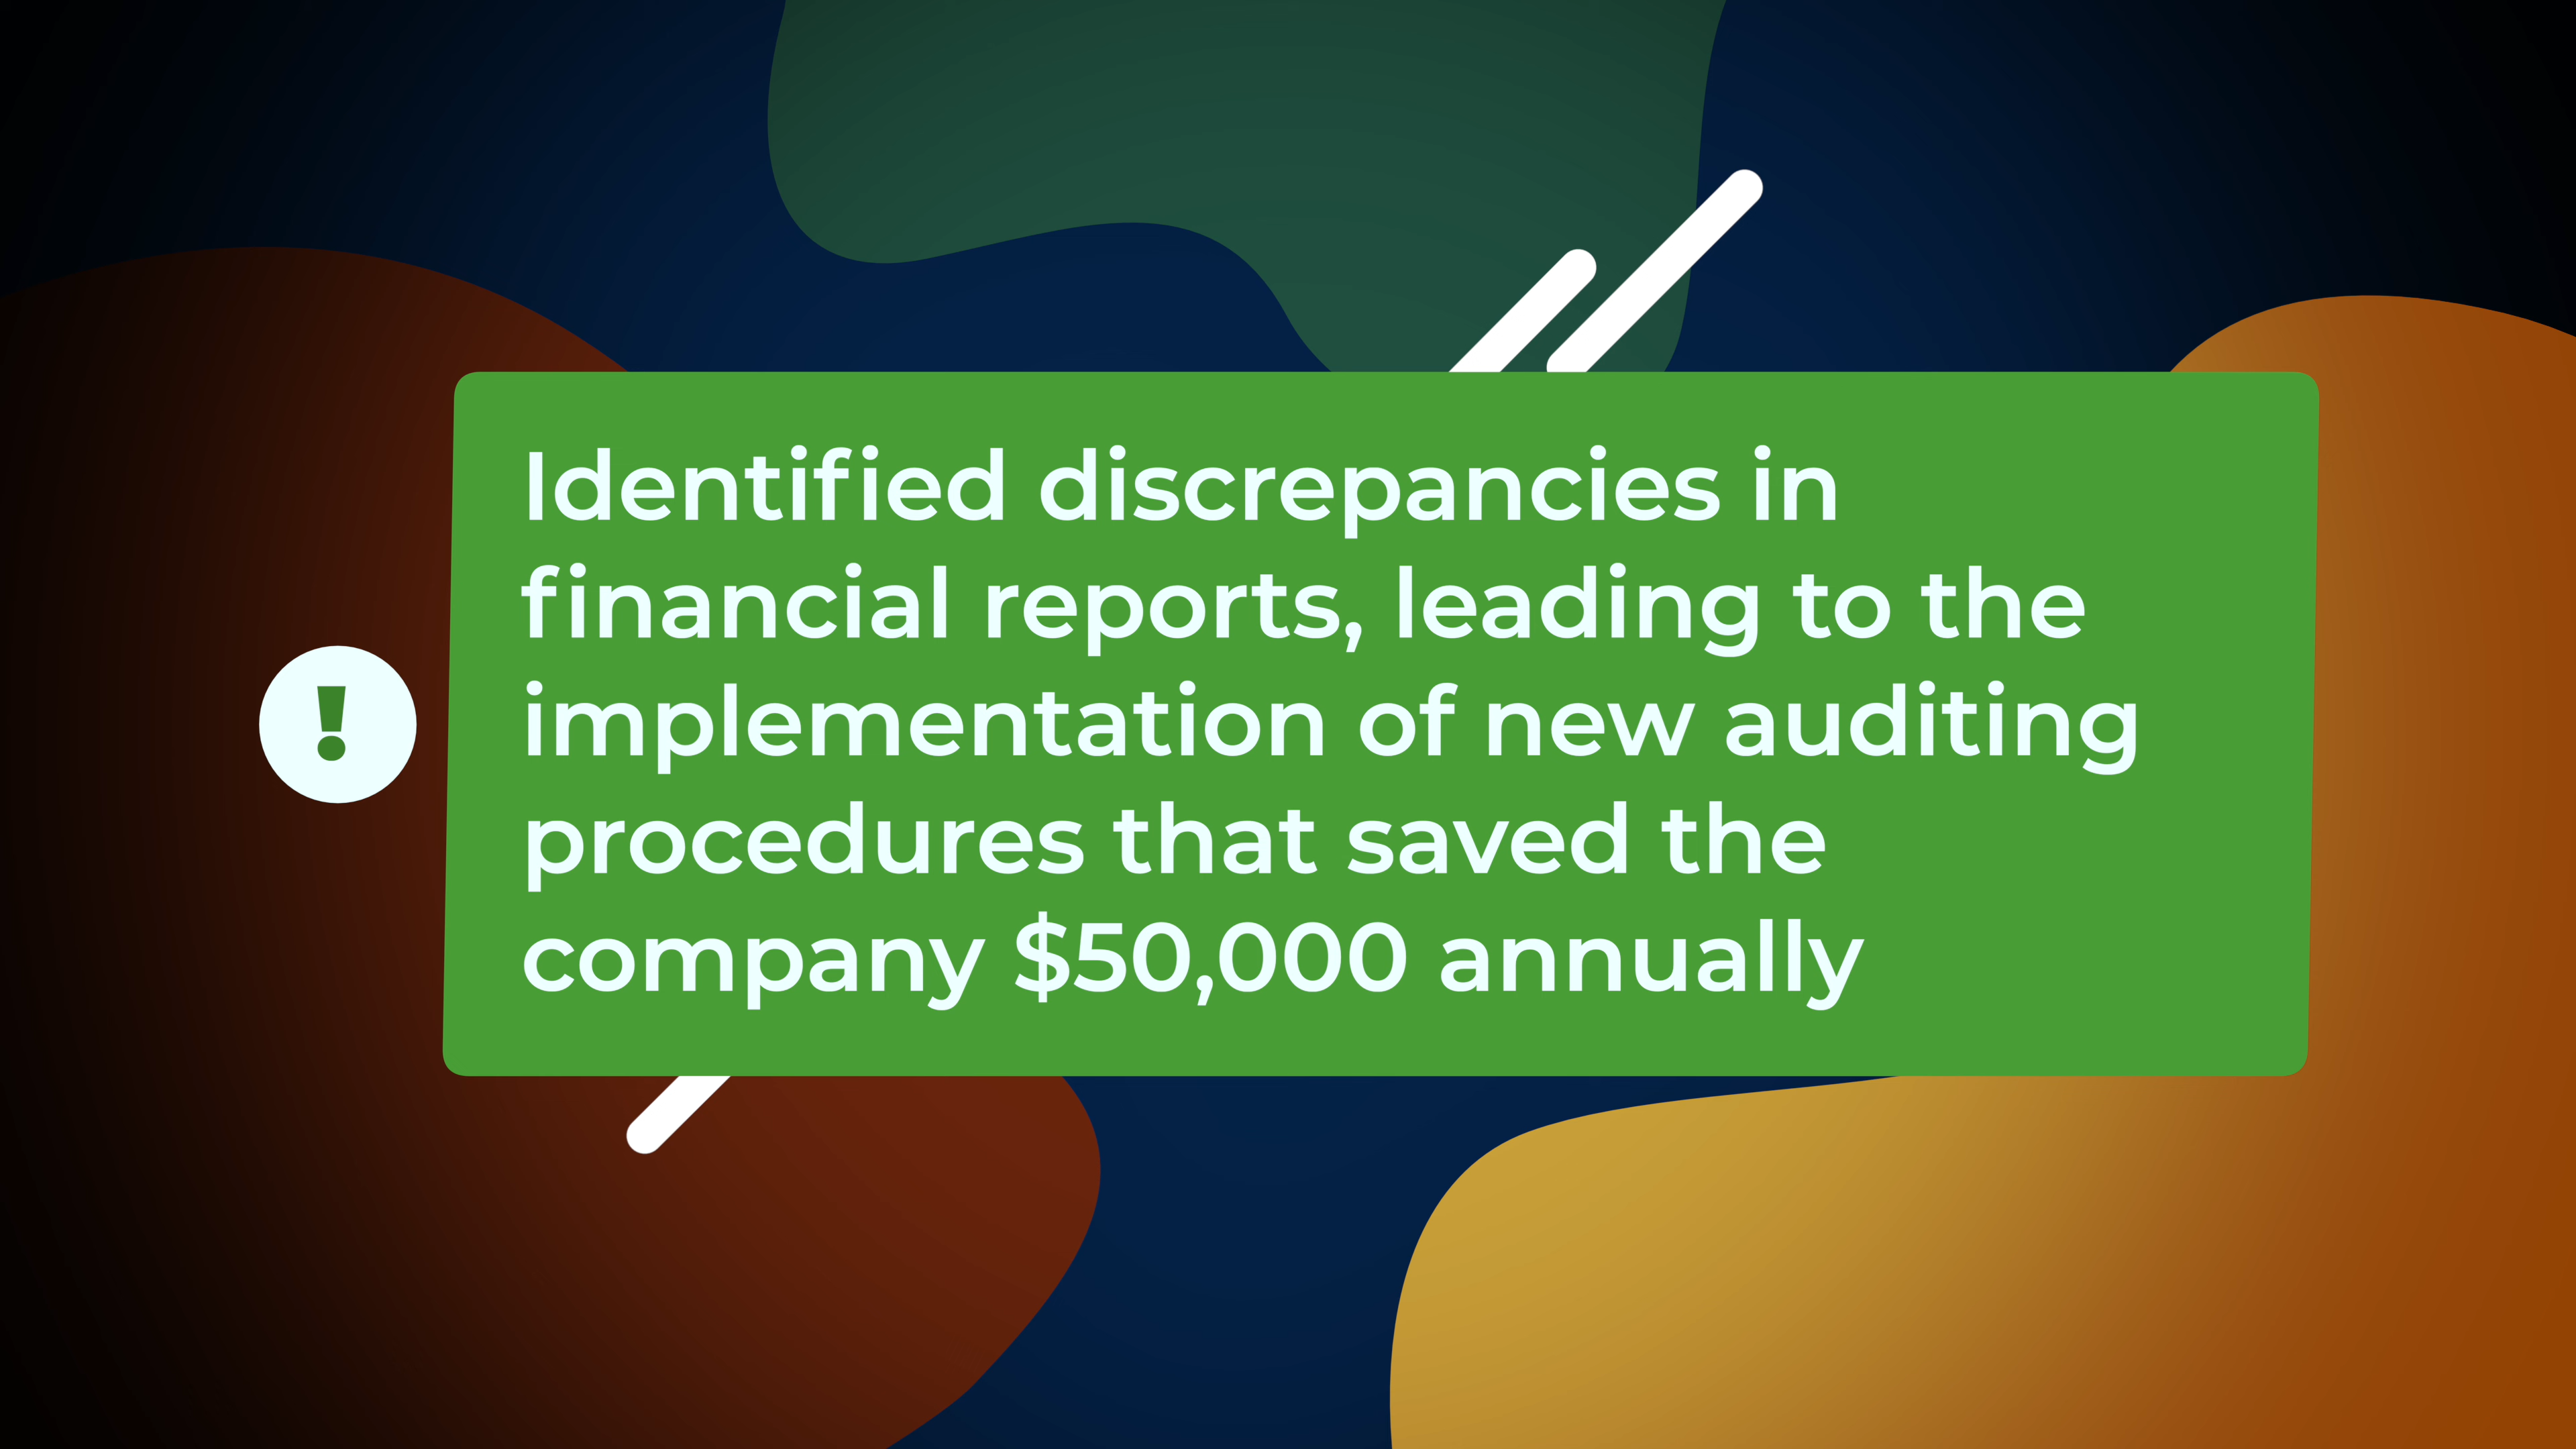 !
Identified discrepancies in
financial reports, leading to the
implementation of new auditing
procedures that saved the
company $50,000 annually